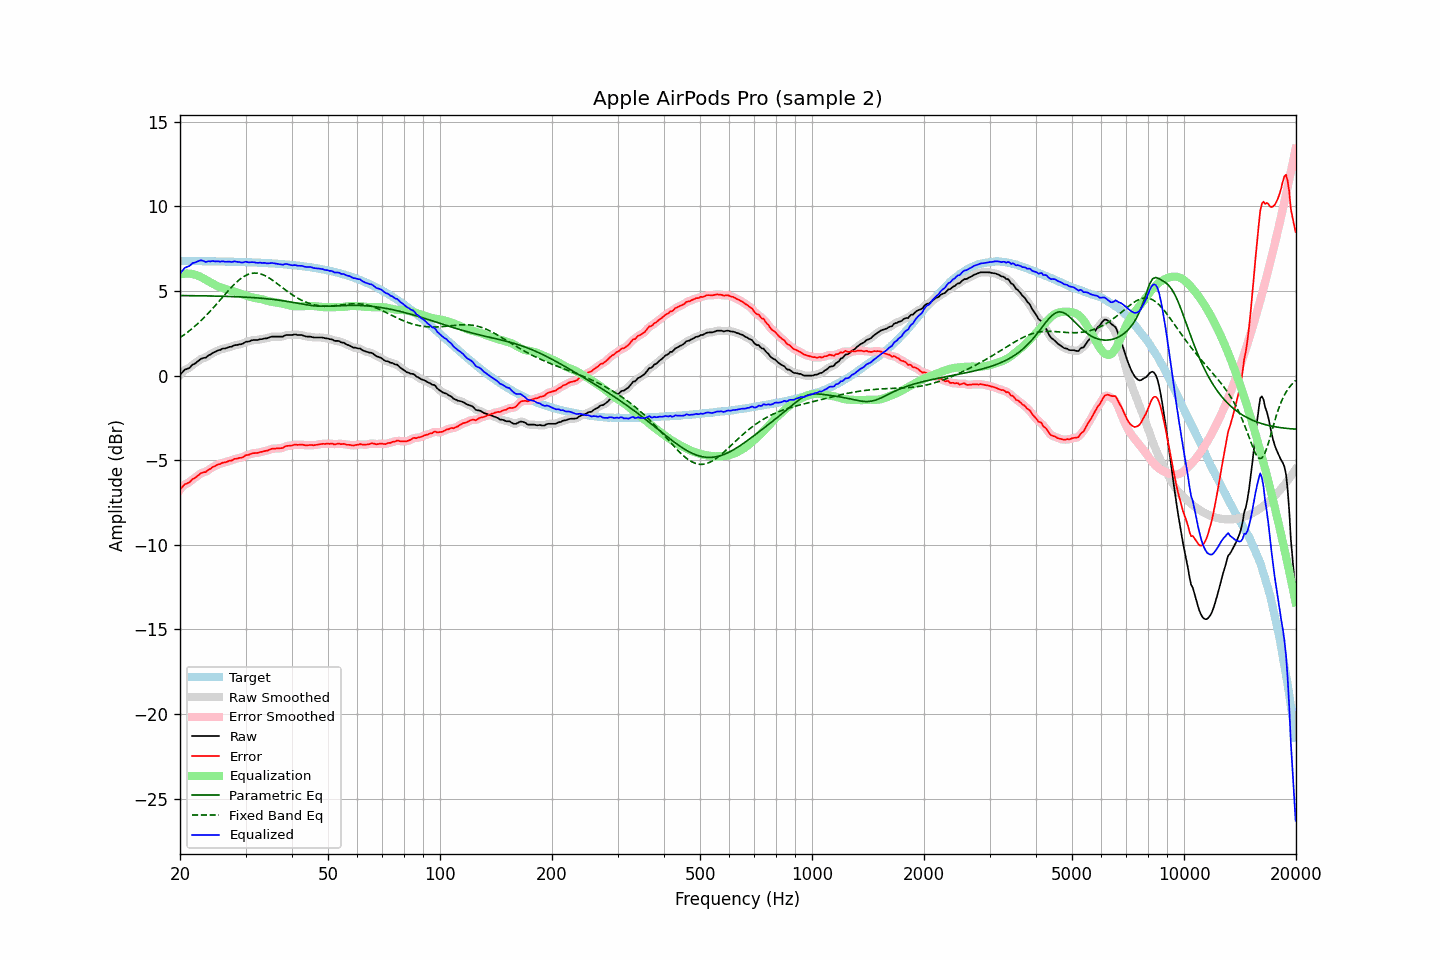 Apple AirPods Pro (sample 2)
15
10
5
0
−5
−10
−15
−20
−25
Amplitude (dBr)
Target
Raw Smoothed
Error Smoothed
Raw
Error
Equalization
Parametric Eq
Fixed Band Eq
Equalized
20 50 100 200 500 1000 2000 5000 10000 20000
Frequency (Hz)